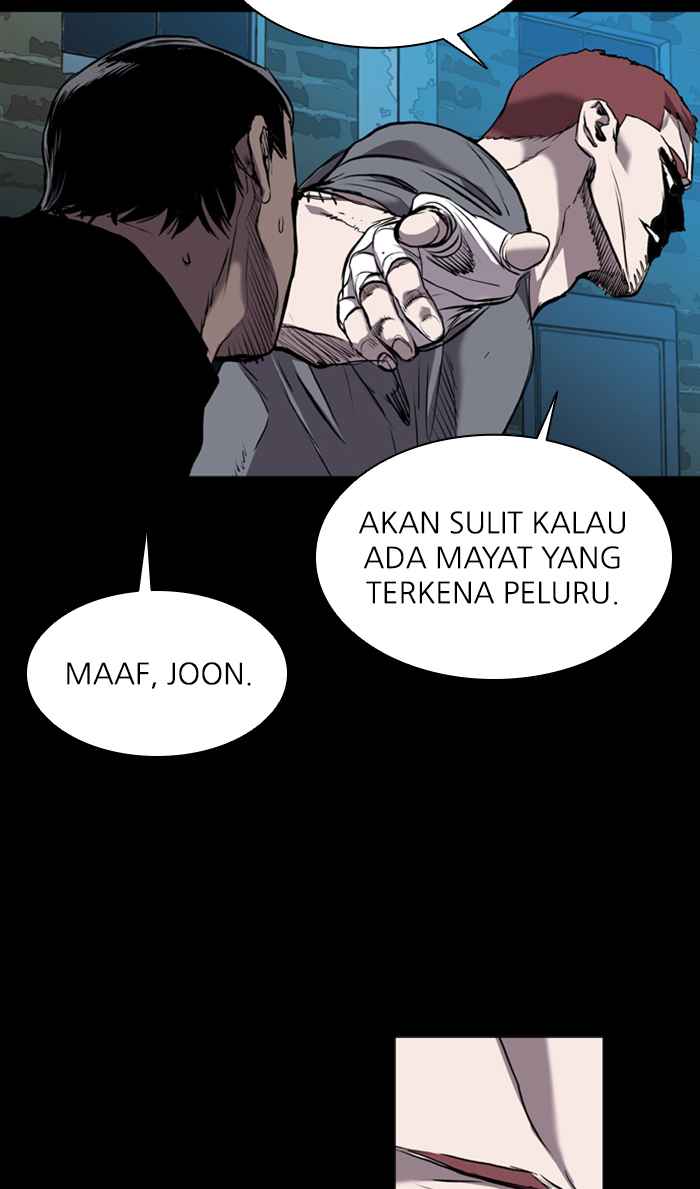 AKAN SULIT KALAU
ADA MAYAT YANG
TERKENA PELURU.
MAAF, JOON.